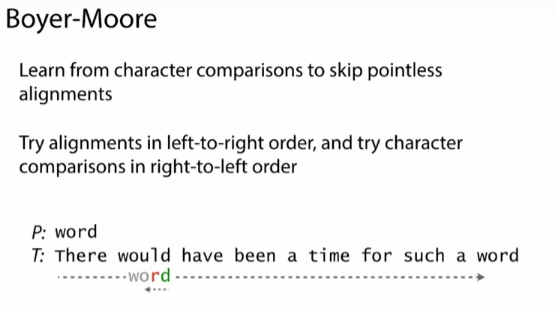 Boyer-Moore
Learn from character comparisons to skip pointless
alignments
Try alignments in left-to-right order, and try character
comparisons in right-to-left order
P: word
T: There would have been a time for such a word
word